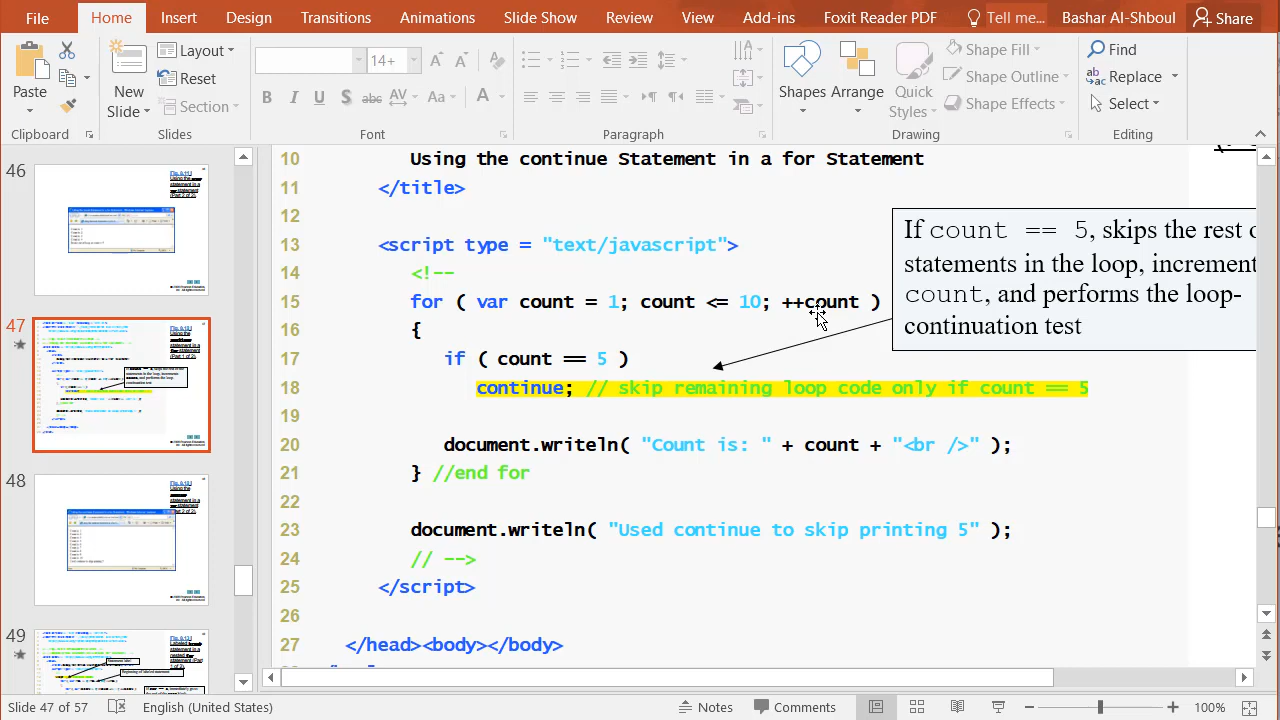 File Home Insert Design Transitions Animations Slide Show Review View Add-ins Foxit Reader PDF Tell me... Bashar Al-Shboul Share
Paste
Clipboard
New
Slide
Layout
Reset
Section
Slides
14+
B I U S abc AV Aa A
Font
Paragraph
Shapes Arrange Quick
Styles
Shape Fill
Shape Outline
Shape Effects
Drawing
Find
Replace
Select
Editing
46
47
48
49
10 Using the continue Statement in a for Statement
11 </title>
12
13 <script type = "text/javascript">
14 <!--
15 for ( var count = 1; count <= 10; ++count )
16 {
17 if ( count == 5 )
18 continue; // skip remaining loop code only if count == 5
19
20 document.writeln( "Count is: " + count + "<br />" );
21 } //end for
22
23 document.writeln( "Used continue to skip printing 5" );
24 // -->
25 </script>
26
27 </head><body></body>
If count == 5, skips the rest o
statements in the loop, increment
count, and performs the loop-
continuation test
Slide 47 of 57 English (United States) Notes Comments 100%